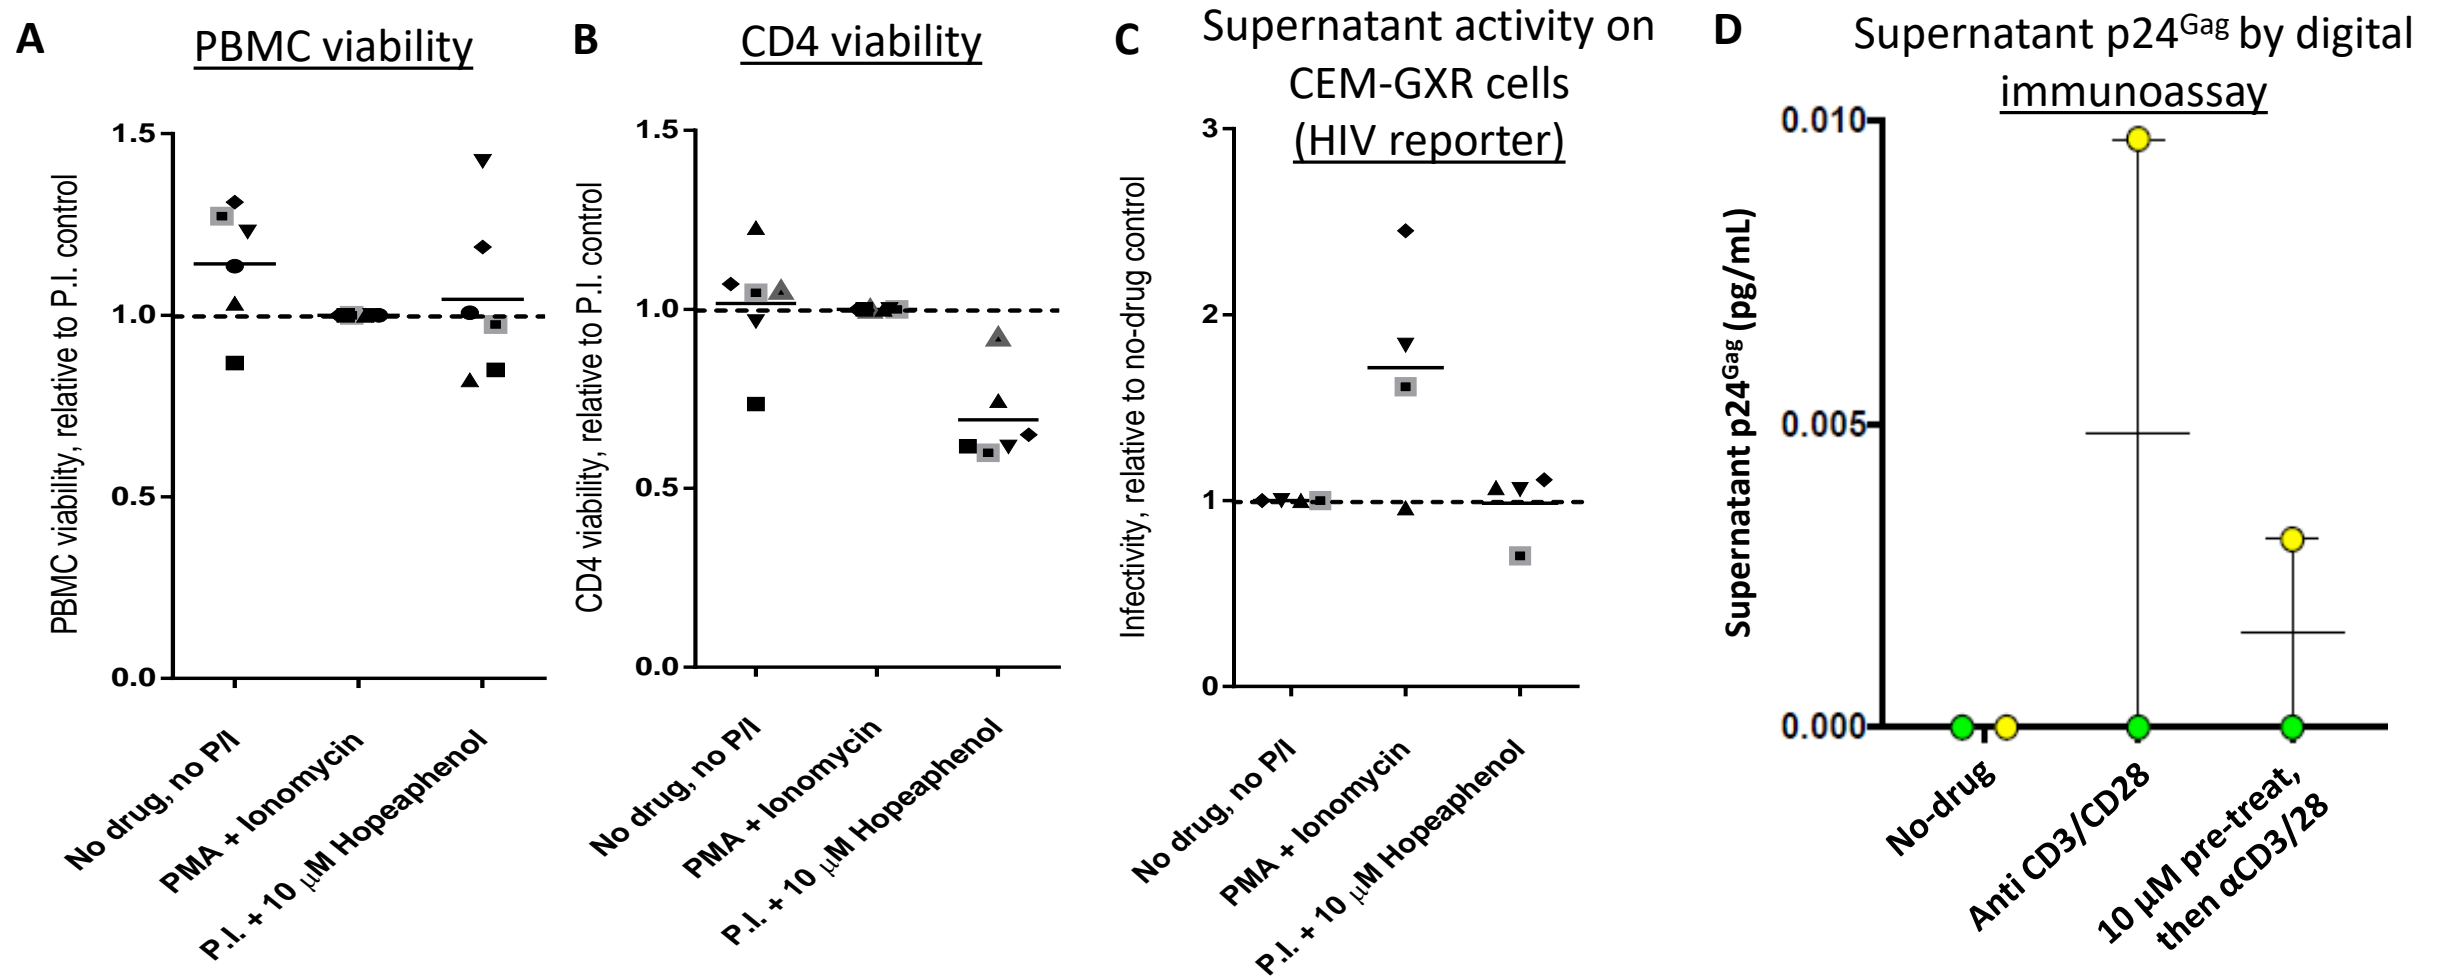 A
PBMC viability
PBMC viability, relative to P.I. control
1.5
1.0
0.5
0.0
No drug, no P/I
PMA + Ionomycin
P.I. + 10 μM Hopeaphenol
B
CD4 viability
CD4 viability, relative to P.I. control
1.5
1.0
0.5
0.0
No drug, no P/I
PMA + Ionomycin
P.I. + 10 μM Hopeaphenol
C
Supernatant activity on
CEM-GXR cells
(HIV reporter)
Infectivity, relative to no-drug control
3
2
1
0
No drug, no P/I
PMA + Ionomycin
P.I. + 10 μM Hopeaphenol
D
Supernatant p24Gag by digital
immunoassay
Supernatant p24Gag (pg/mL)
0.010
0.005
0.000
No-drug
Anti CD3/CD28
10 μM pre-treat,
then αCD3/28